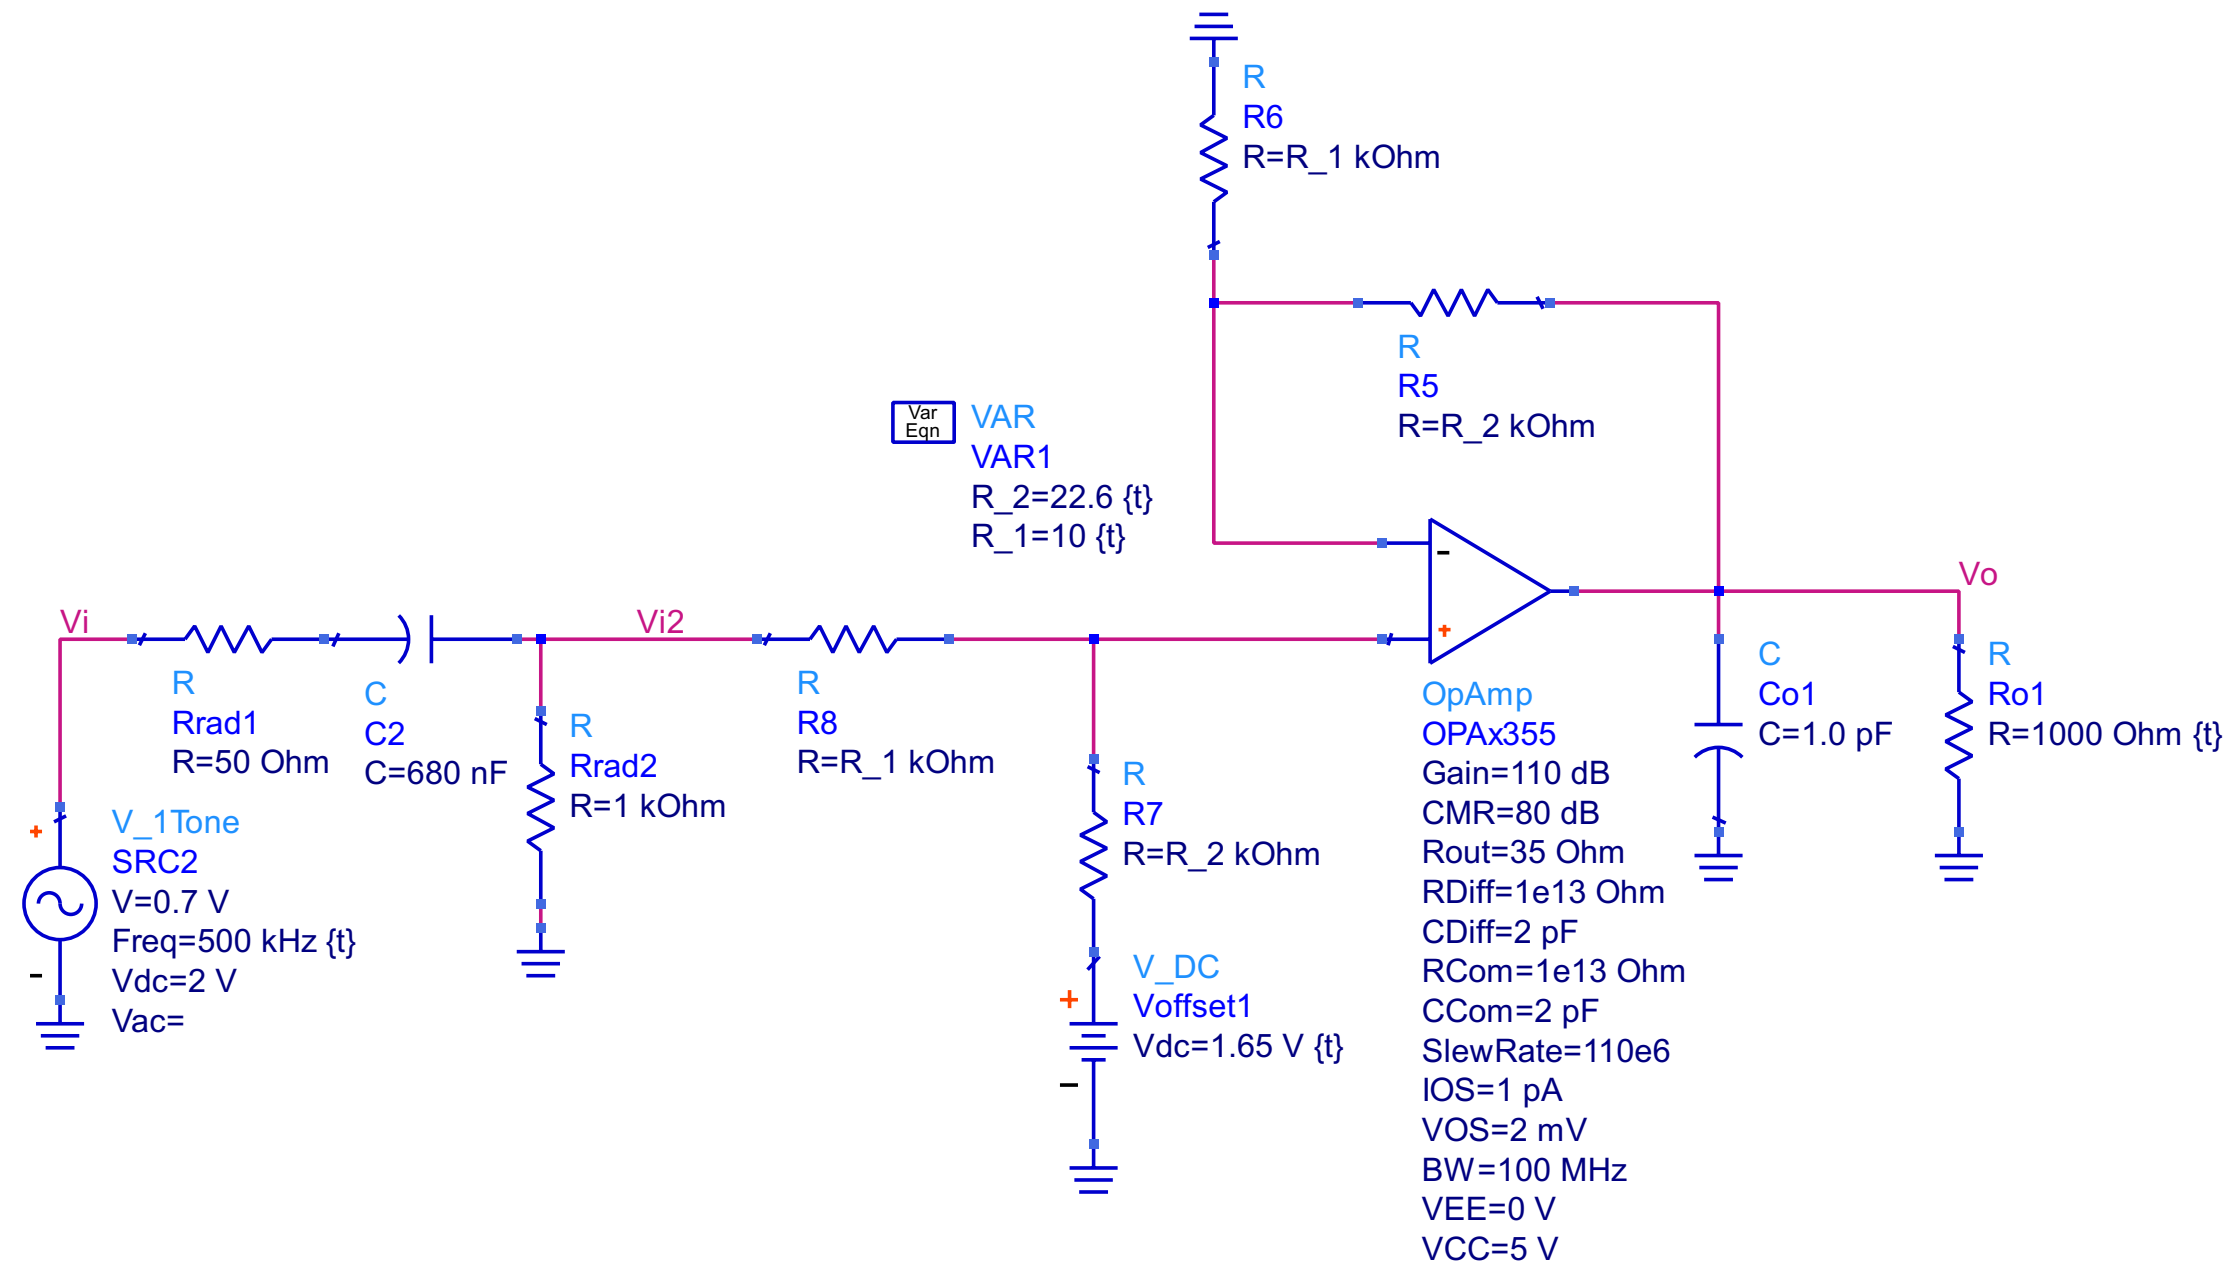 R
R6
R=R_1 kOhm
R
R5
R=R_2 kOhm
Var
Eqn
VAR
VAR1
R_2=22.6 {t}
R_1=10 {t}
-
+
Vi
Vi2
Vo
R
Rrad1
R=50 Ohm
C
C2
C=680 nF
R
Rrad2
R=1 kOhm
R
R8
R=R_1 kOhm
R
R7
R=R_2 kOhm
OpAmp
OPAx355
Gain=110 dB
CMR=80 dB
Rout=35 Ohm
RDiff=1e13 Ohm
CDiff=2 pF
RCom=1e13 Ohm
CCom=2 pF
SlewRate=110e6
IOS=1 pA
VOS=2 mV
BW=100 MHz
VEE=0 V
VCC=5 V
C
Co1
C=1.0 pF
R
Ro1
R=1000 Ohm {t}
+
-
V_1Tone
SRC2
V=0.7 V
Freq=500 kHz {t}
Vdc=2 V
Vac=
+
-
V_DC
Voffset1
Vdc=1.65 V {t}